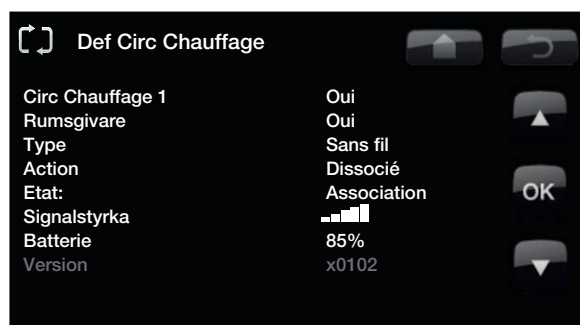 Def Circ Chauffage
Circ Chauffage 1 Oui
Rumsgivare Oui
Type Sans fil
Action Dissocié
Etat: Association
OK
Signalstyrka
Batterie 85%
Version x0102